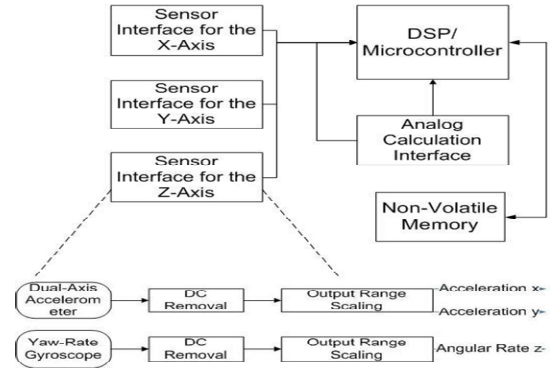 Sensor
Interface for the
X-Axis
DSP/
Microcontroller
Sensor
Interface for the
Y-Axis
Analog
Calculation
Interface
Sensor
Interface for the
Z-Axis
Non-Volatile
Memory
Dual-Axis
Accelerom
eter
DC
Removal
Output Range
Scaling
Acceleration x
Acceleration y
Yaw-Rate
Gyroscope
DC
Removal
Output Range
Scaling
Angular Rate z